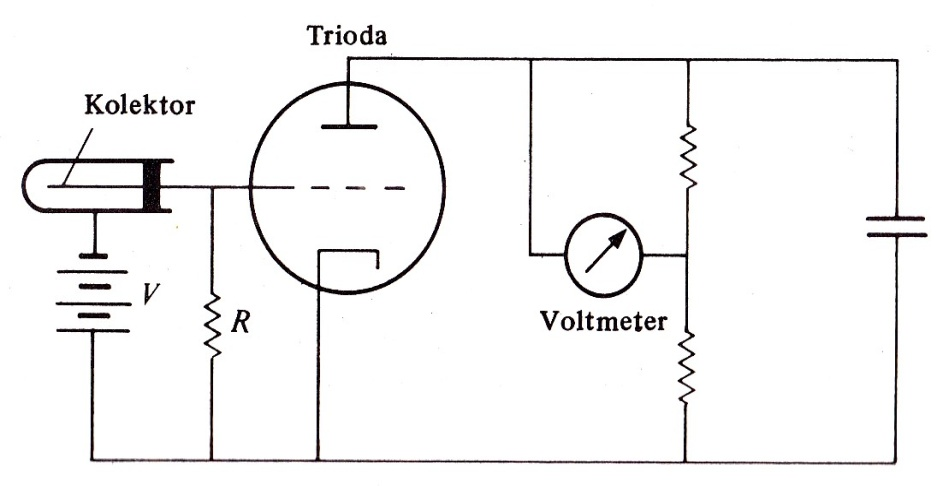 Trioda
Kolektor
V
R
Voltmeter